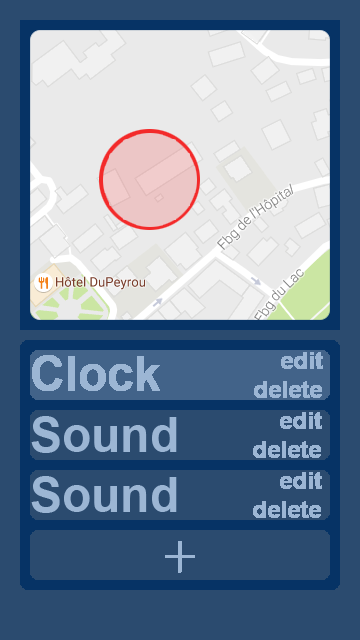 Fbg de l'Hôpital
Hôtel DuPeyrou
Fbg du Lac
Clock
edit
delete
Sound
edit
delete
Sound
edit
delete
+